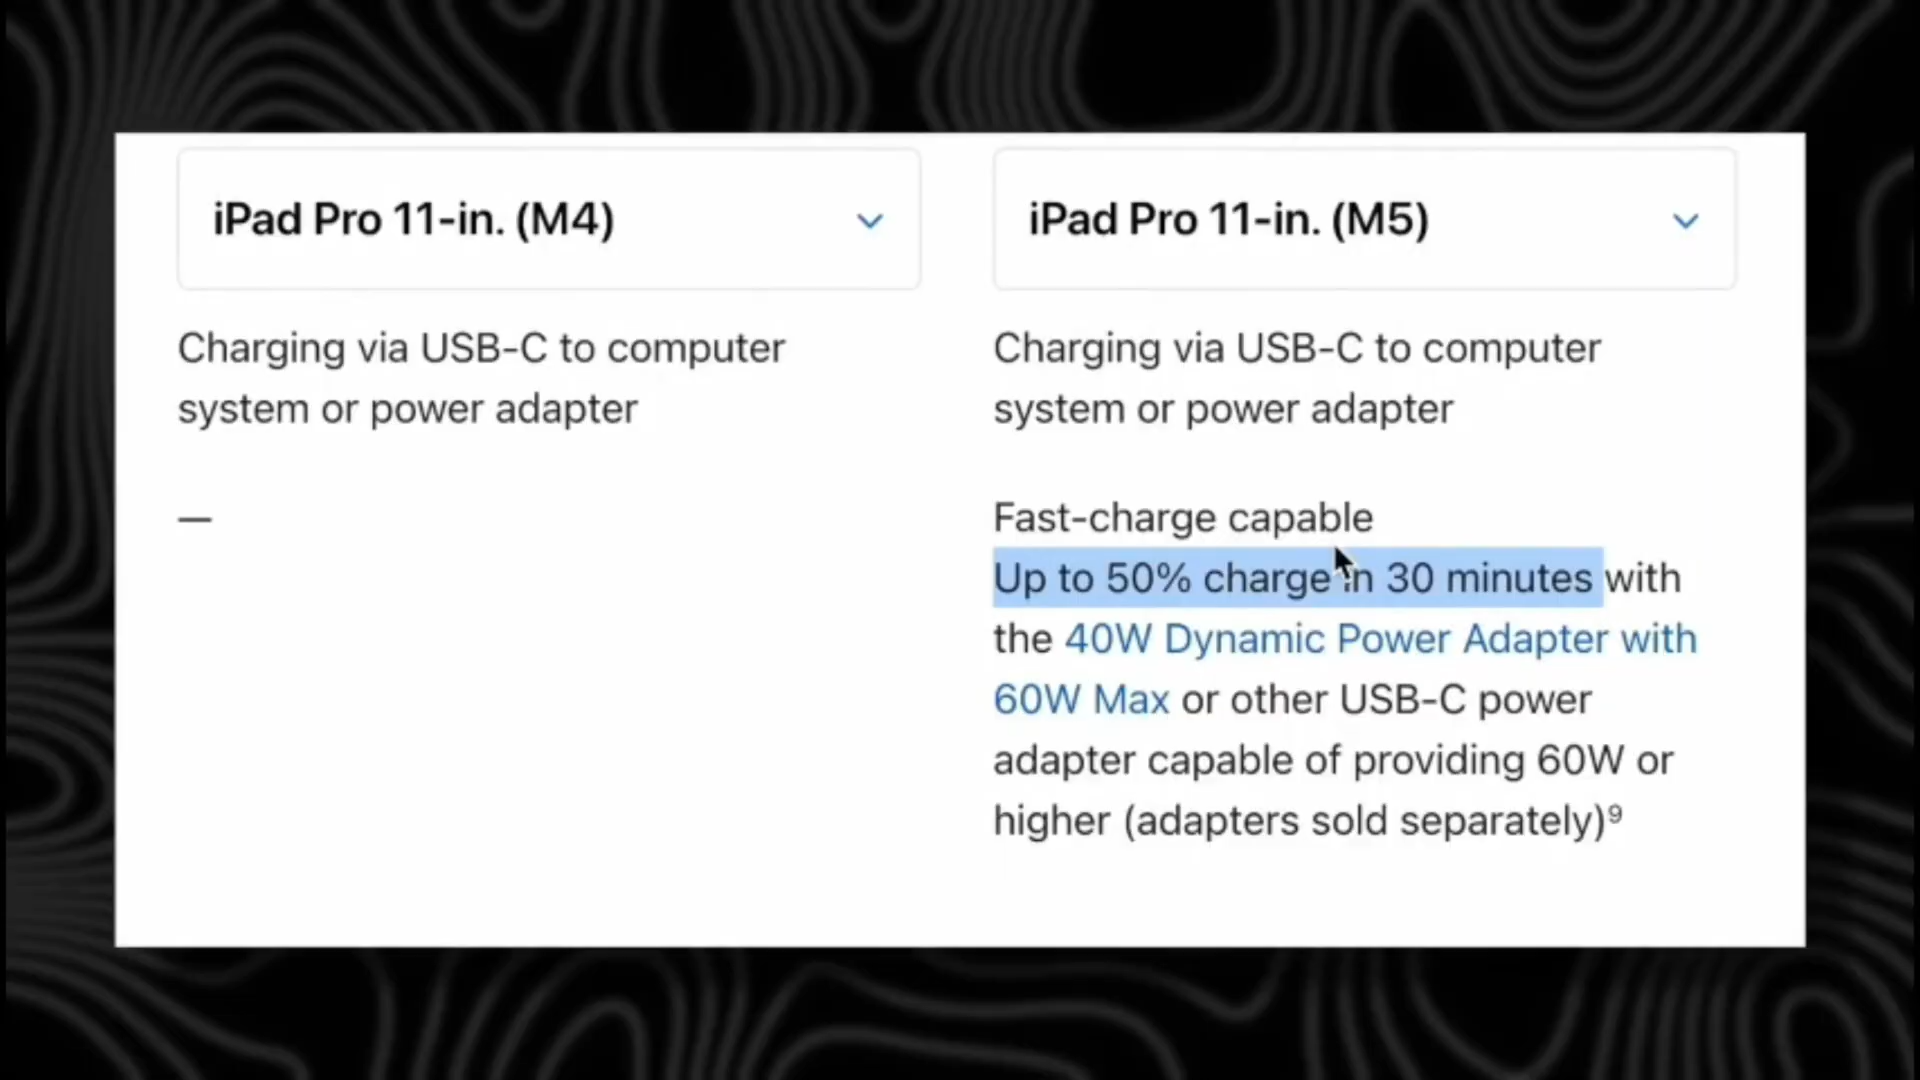 iPad Pro 11-in. (M4)
Charging via USB-C to computer
system or power adapter
—
iPad Pro 11-in. (M5)
Charging via USB-C to computer
system or power adapter
Fast-charge capable
Up to 50% charge in 30 minutes with
the 40W Dynamic Power Adapter with
60W Max or other USB-C power
adapter capable of providing 60W or
higher (adapters sold separately)⁹